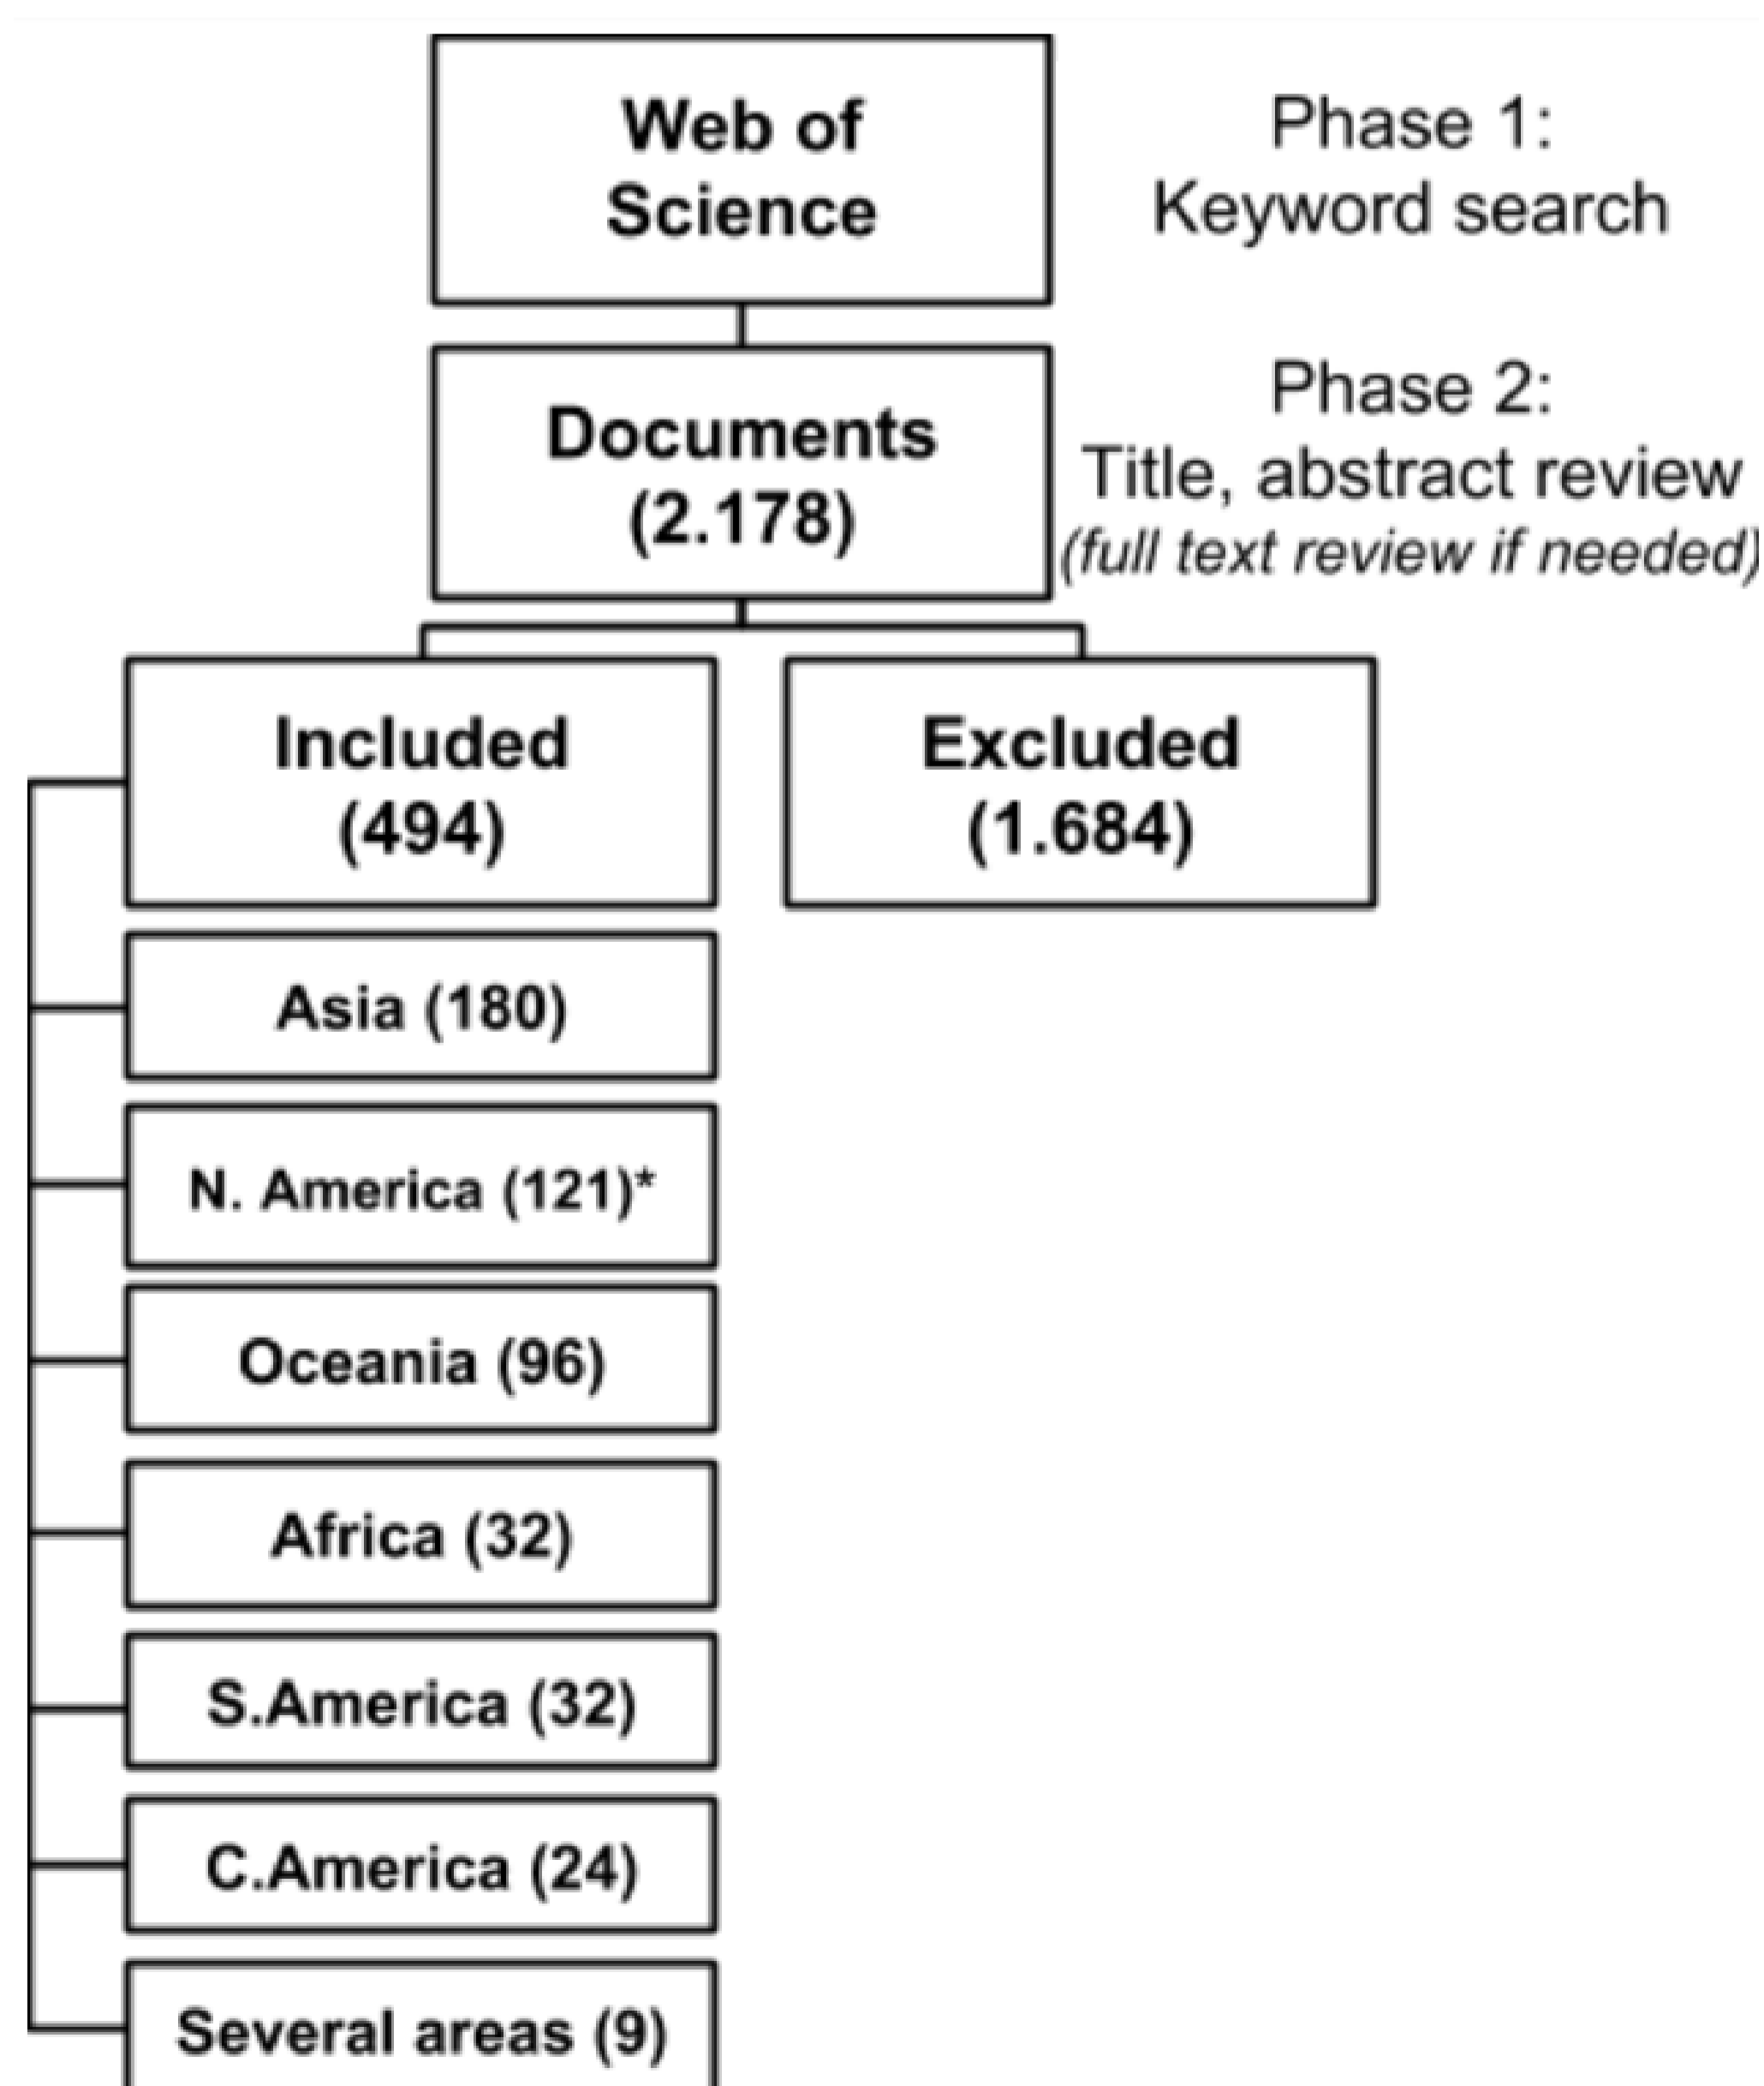 Web of
Science
Phase 1:
Keyword search
Documents
(2.178)
Phase 2:
Title, abstract review
(full text review if needed)
Included
(494)
Excluded
(1.684)
Asia (180)
N. America (121)*
Oceania (96)
Africa (32)
S.America (32)
C.America (24)
Several areas (9)